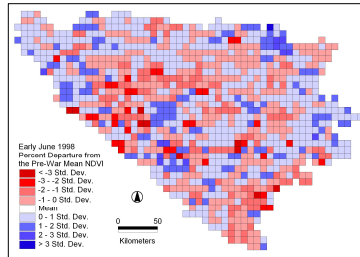 Early June 1998
Percent Departure from
the Pre-War Mean NDVI
< -3 Std. Dev.
-3 - -2 Std. Dev.
-2 - -1 Std. Dev.
-1 - 0 Std. Dev.
Mean
0 - 1 Std. Dev.
1 - 2 Std. Dev.
2 - 3 Std. Dev.
> 3 Std. Dev.
0 50
Kilometers